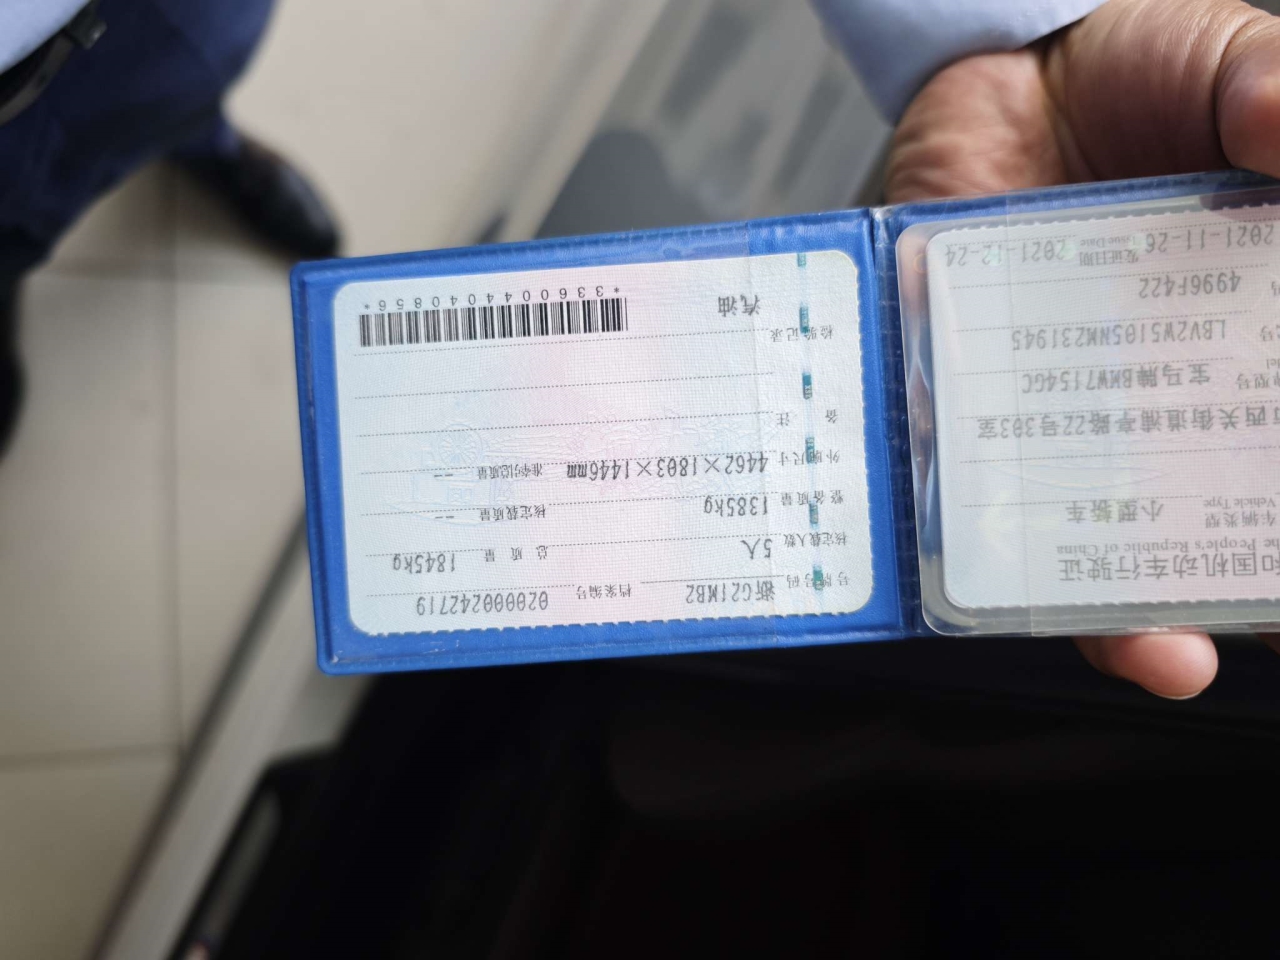 号牌号码 浙G21MB2 档案编号 020000242719
核定载人数 5人 总质量 1845kg
整备质量 1385kg 核定载质量 --
外廓尺寸 4462×1803×1446mm 准牵引总质量 --
备注
检验记录
汽油
*3360044040856*
和国机动车行驶证
he People's Republic of China
车辆类型 小型轿车
Vehicle Type
西关街道浦亭路22号303室
型号 宝马牌BMW7154GC
del
号 LBV2W5105NM231945
号 4996F422
2021-11-26 发证日期 2021-12-24
Issue Date